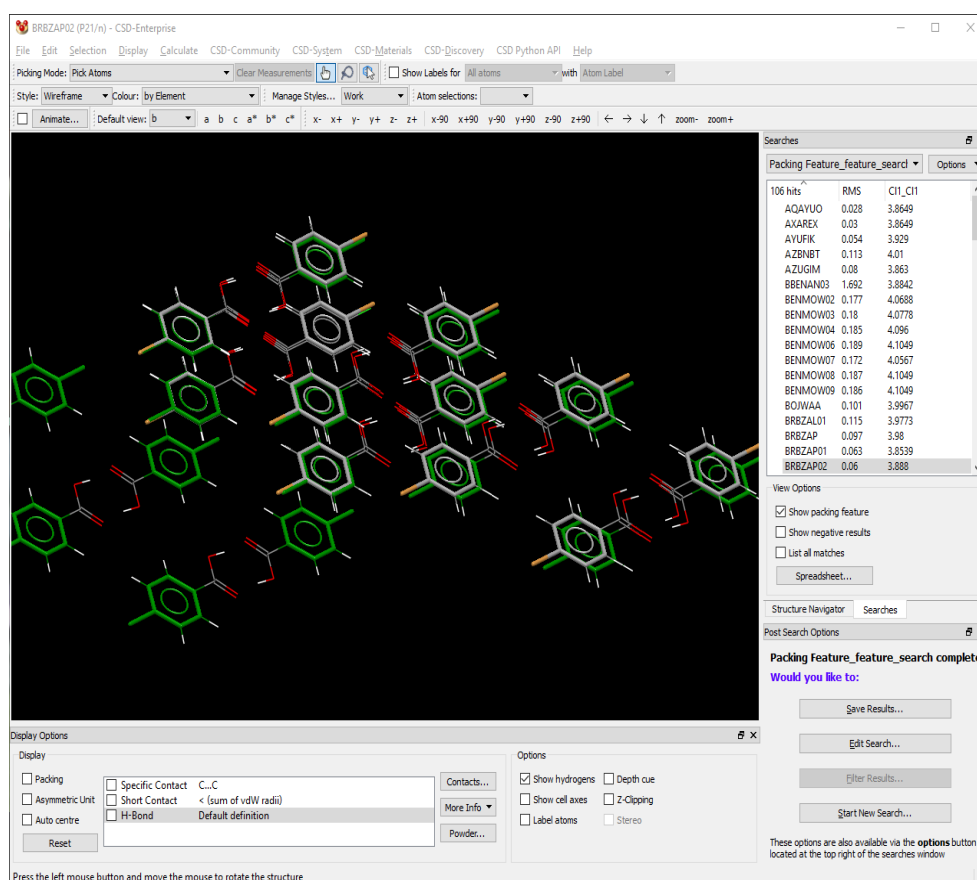 BRBZAP02 (P21/n) - CSD-Enterprise
File Edit Selection Display Calculate CSD-Community CSD-System CSD-Materials CSD-Discovery CSD Python API Help
Picking Mode: Pick Atoms Clear Measurements Show Labels for All atoms with Atom Label
Style: Wireframe Colour: by Element Manage Styles... Work Atom selections:
Animate... Default view: b a b c a* b* c* x- x+ y- y+ z- z+ x-90 x+90 y-90 y+90 z-90 z+90 ← → ↓ ↑ zoom- zoom+
Searches
Packing Feature_feature_searcl Options
106 hits RMS Cl1_Cl1
AQAYUO 0.028 3.8649
AXAREX 0.03 3.8649
AYUFIK 0.054 3.929
AZBNBT 0.113 4.01
AZUGIM 0.08 3.863
BBENAN03 1.692 3.8842
BENMOW02 0.177 4.0688
BENMOW03 0.18 4.0778
BENMOW04 0.185 4.096
BENMOW06 0.189 4.1049
BENMOW07 0.172 4.0567
BENMOW08 0.187 4.1049
BENMOW09 0.186 4.1049
BOJWAA 0.101 3.9967
BRBZAL01 0.115 3.9773
BRBZAP 0.097 3.98
BRBZAP01 0.063 3.8539
BRBZAP02 0.06 3.888
View Options
Show packing feature
Show negative results
List all matches
Spreadsheet...
Structure Navigator Searches
Post Search Options
Packing Feature_feature_search complete
Would you like to:
Save Results...
Edit Search...
Filter Results...
Start New Search...
These options are also available via the options button
located at the top right of the searches window
Display Options
Display
Packing
Asymmetric Unit
Auto centre
Reset
Specific Contact C...C
Short Contact < (sum of vdW radii)
H-Bond Default definition
Contacts...
More Info
Powder...
Options
Show hydrogens Depth cue
Show cell axes Z-Clipping
Label atoms Stereo
Press the left mouse button and move the mouse to rotate the structure